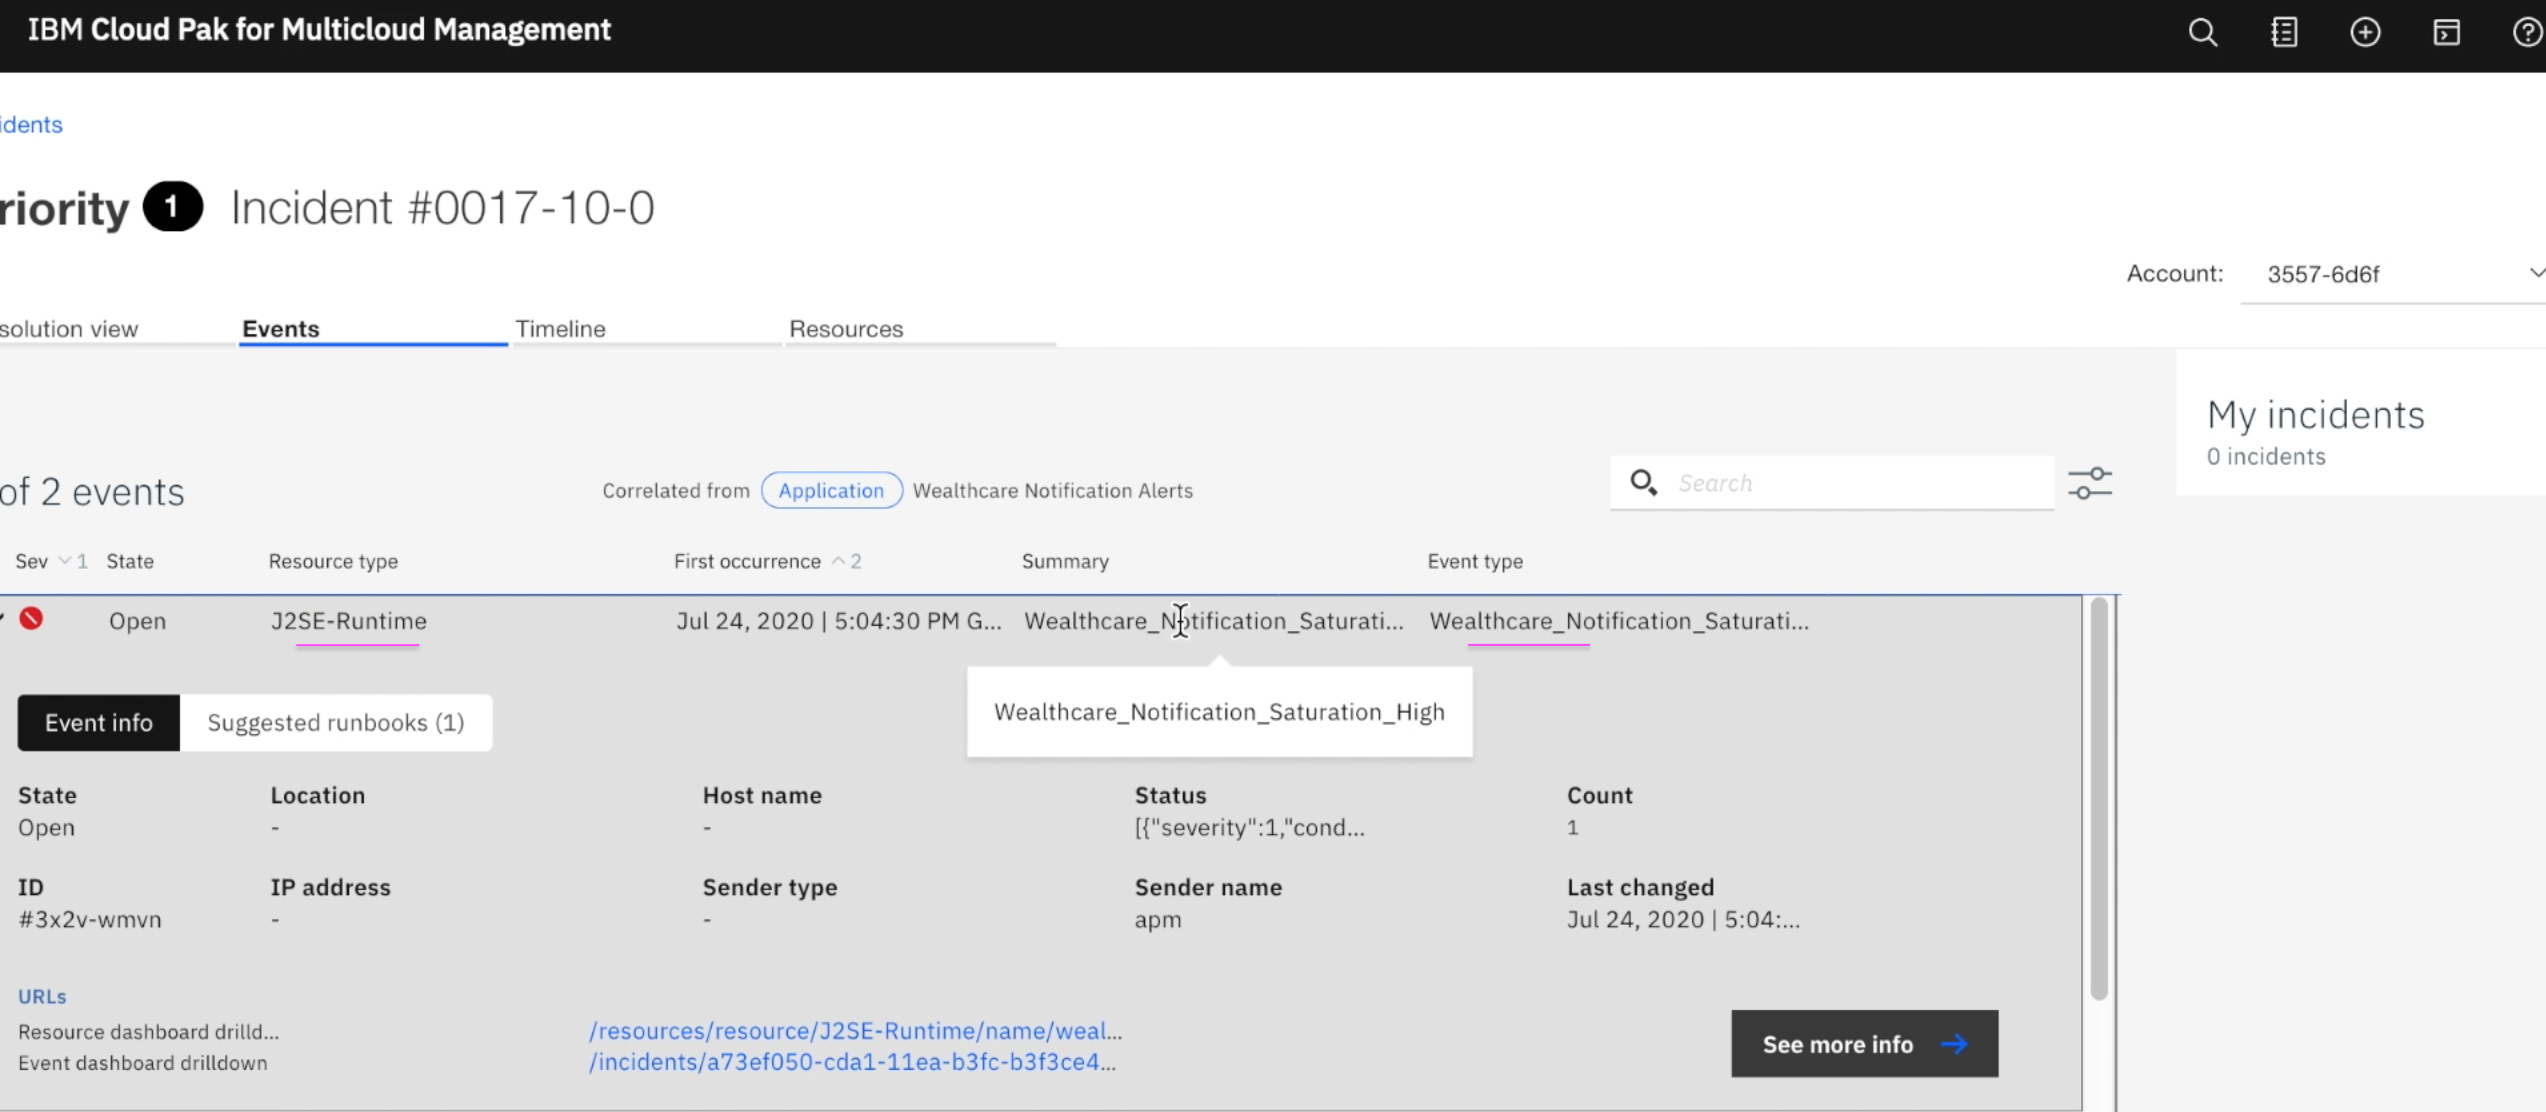 IBM Cloud Pak for Multicloud Management
idents
riority 1 Incident #0017-10-0
Account: 3557-6d6f
solution view Events Timeline Resources
My incidents
0 incidents
of 2 events Correlated from Application Wealthcare Notification Alerts Search
Sev 1 State Resource type First occurrence 2 Summary Event type
Open J2SE-Runtime Jul 24, 2020 | 5:04:30 PM G... Wealthcare_Notification_Saturati... Wealthcare_Notification_Saturati...
Wealthcare_Notification_Saturation_High
Event info Suggested runbooks (1)
State Location Host name Status Count
Open - - [{"severity":1,"cond... 1
ID IP address Sender type Sender name Last changed
#3x2v-wmvn - - apm Jul 24, 2020 | 5:04:...
URLs
Resource dashboard drilld... /resources/resource/J2SE-Runtime/name/weal...
Event dashboard drilldown /incidents/a73ef050-cda1-11ea-b3fc-b3f3ce4...
See more info